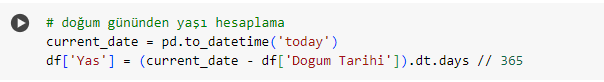 # doğum gününden yaşı hesaplama
current_date = pd.to_datetime('today')
df['Yas'] = (current_date - df['Dogum Tarihi']).dt.days // 365